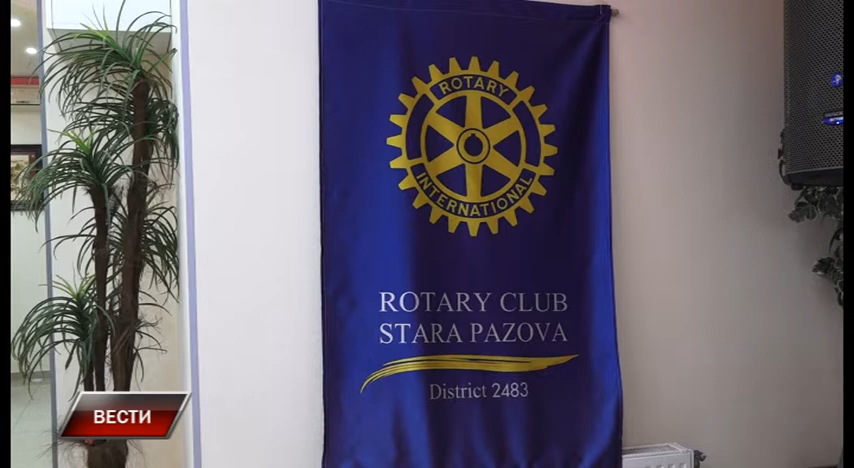 ROTARY
INTERNATIONAL
ROTARY CLUB
STARA PAZOVA
District 2483
ВЕСТИ